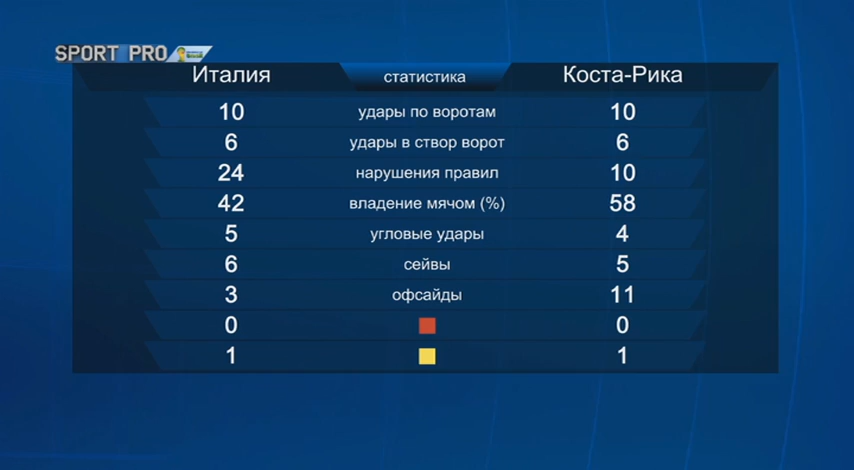 SPORT PRO
Италия статистика Коста-Рика
10 удары по воротам 10
6 удары в створ ворот 6
24 нарушения правил 10
42 владение мячом (%) 58
5 угловые удары 4
6 сейвы 5
3 офсайды 11
0 0
1 1